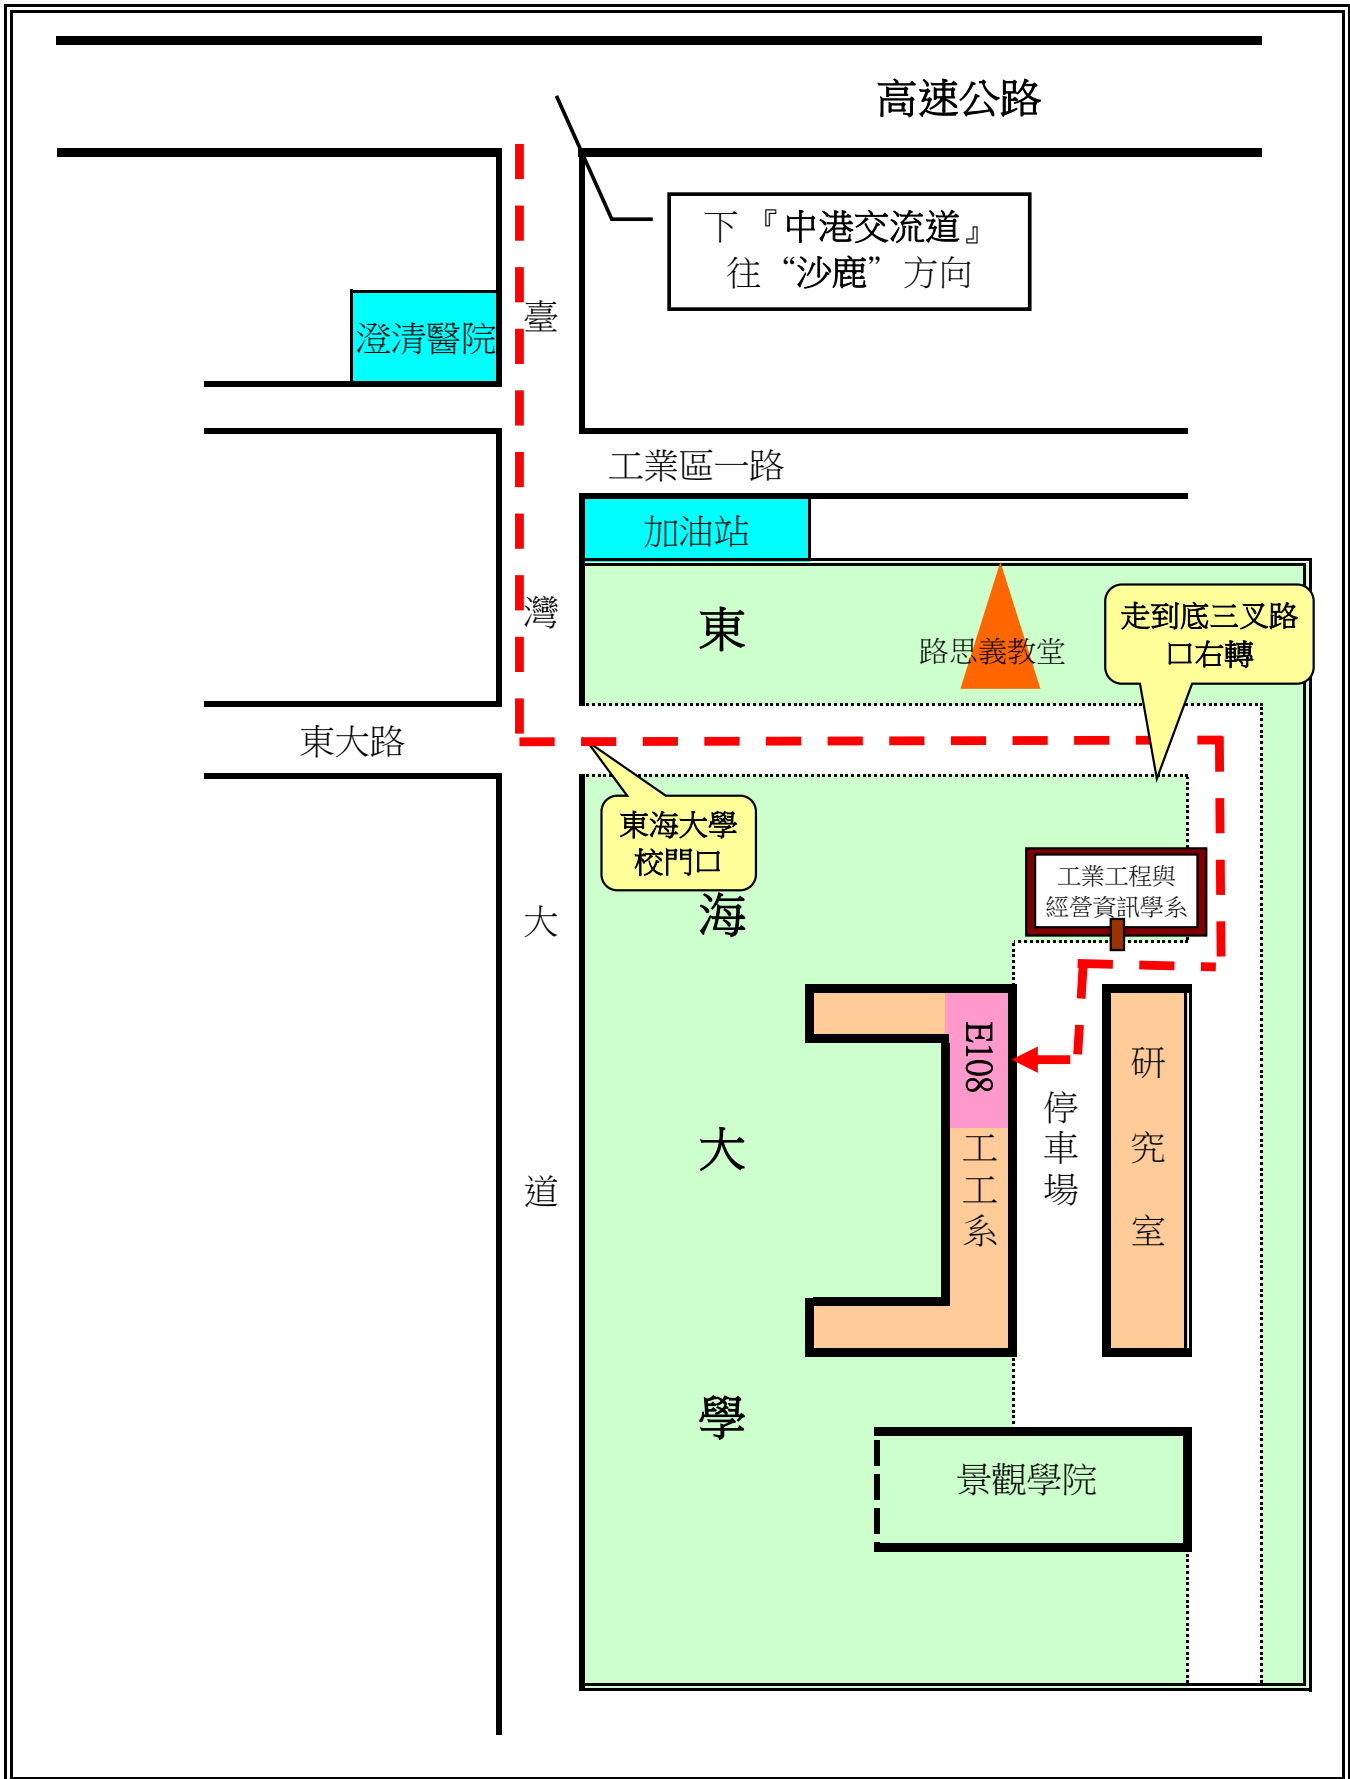 高速公路
下『中港交流道』
往“沙鹿”方向
澄清醫院
臺灣大道
工業區一路
加油站
東海大學
路思義教堂
走到底三叉路
口右轉
東大路
東海大學
校門口
工業工程與
經營資訊學系
E108
工工系
停車場
研究室
景觀學院